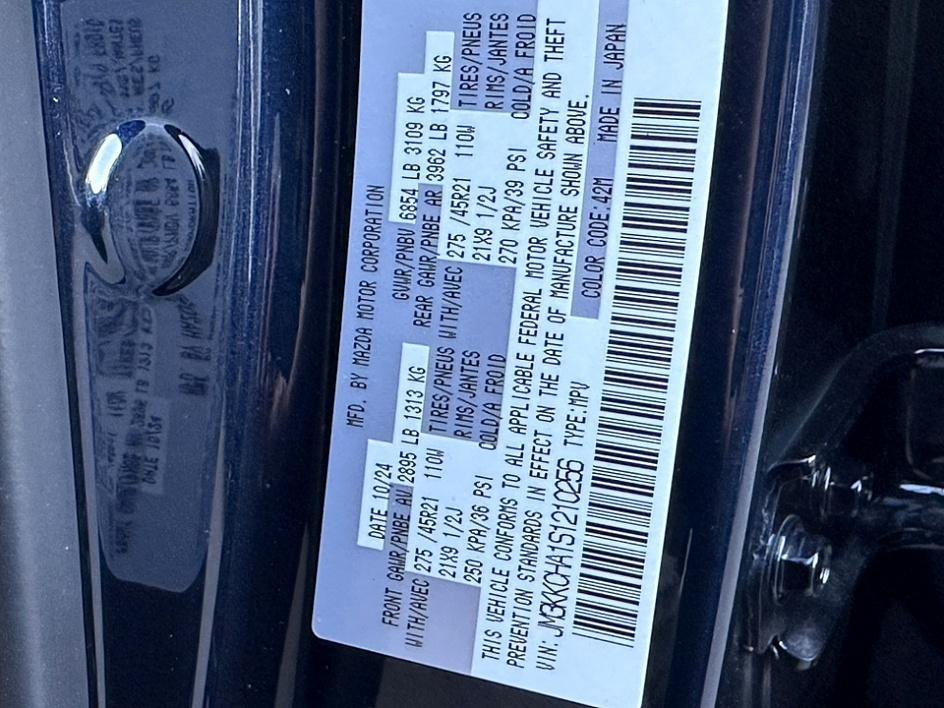 MFD. BY MAZDA MOTOR CORPORATION
DATE 10/24 GVWR/PNBV 6854 LB 3109 KG
FRONT GAWR/PNBE AV 2895 LB 1313 KG REAR GAWR/PNBE AR 3962 LB 1797 KG
WITH/AVEC 275 /45R21 110W TIRES/PNEUS WITH/AVEC 275 /45R21 110W TIRES/PNEUS
21X9 1/2J RIMS/JANTES 21X9 1/2J RIMS/JANTES
250 KPA/36 PSI COLD/A FROID 270 KPA/39 PSI COLD/A FROID
THIS VEHICLE CONFORMS TO ALL APPLICABLE FEDERAL MOTOR VEHICLE SAFETY AND THEFT
PREVENTION STANDARDS IN EFFECT ON THE DATE OF MANUFACTURE SHOWN ABOVE.
VIN: JM3KKCHA1S1210256 TYPE:MPV COLOR CODE:42M MADE IN JAPAN